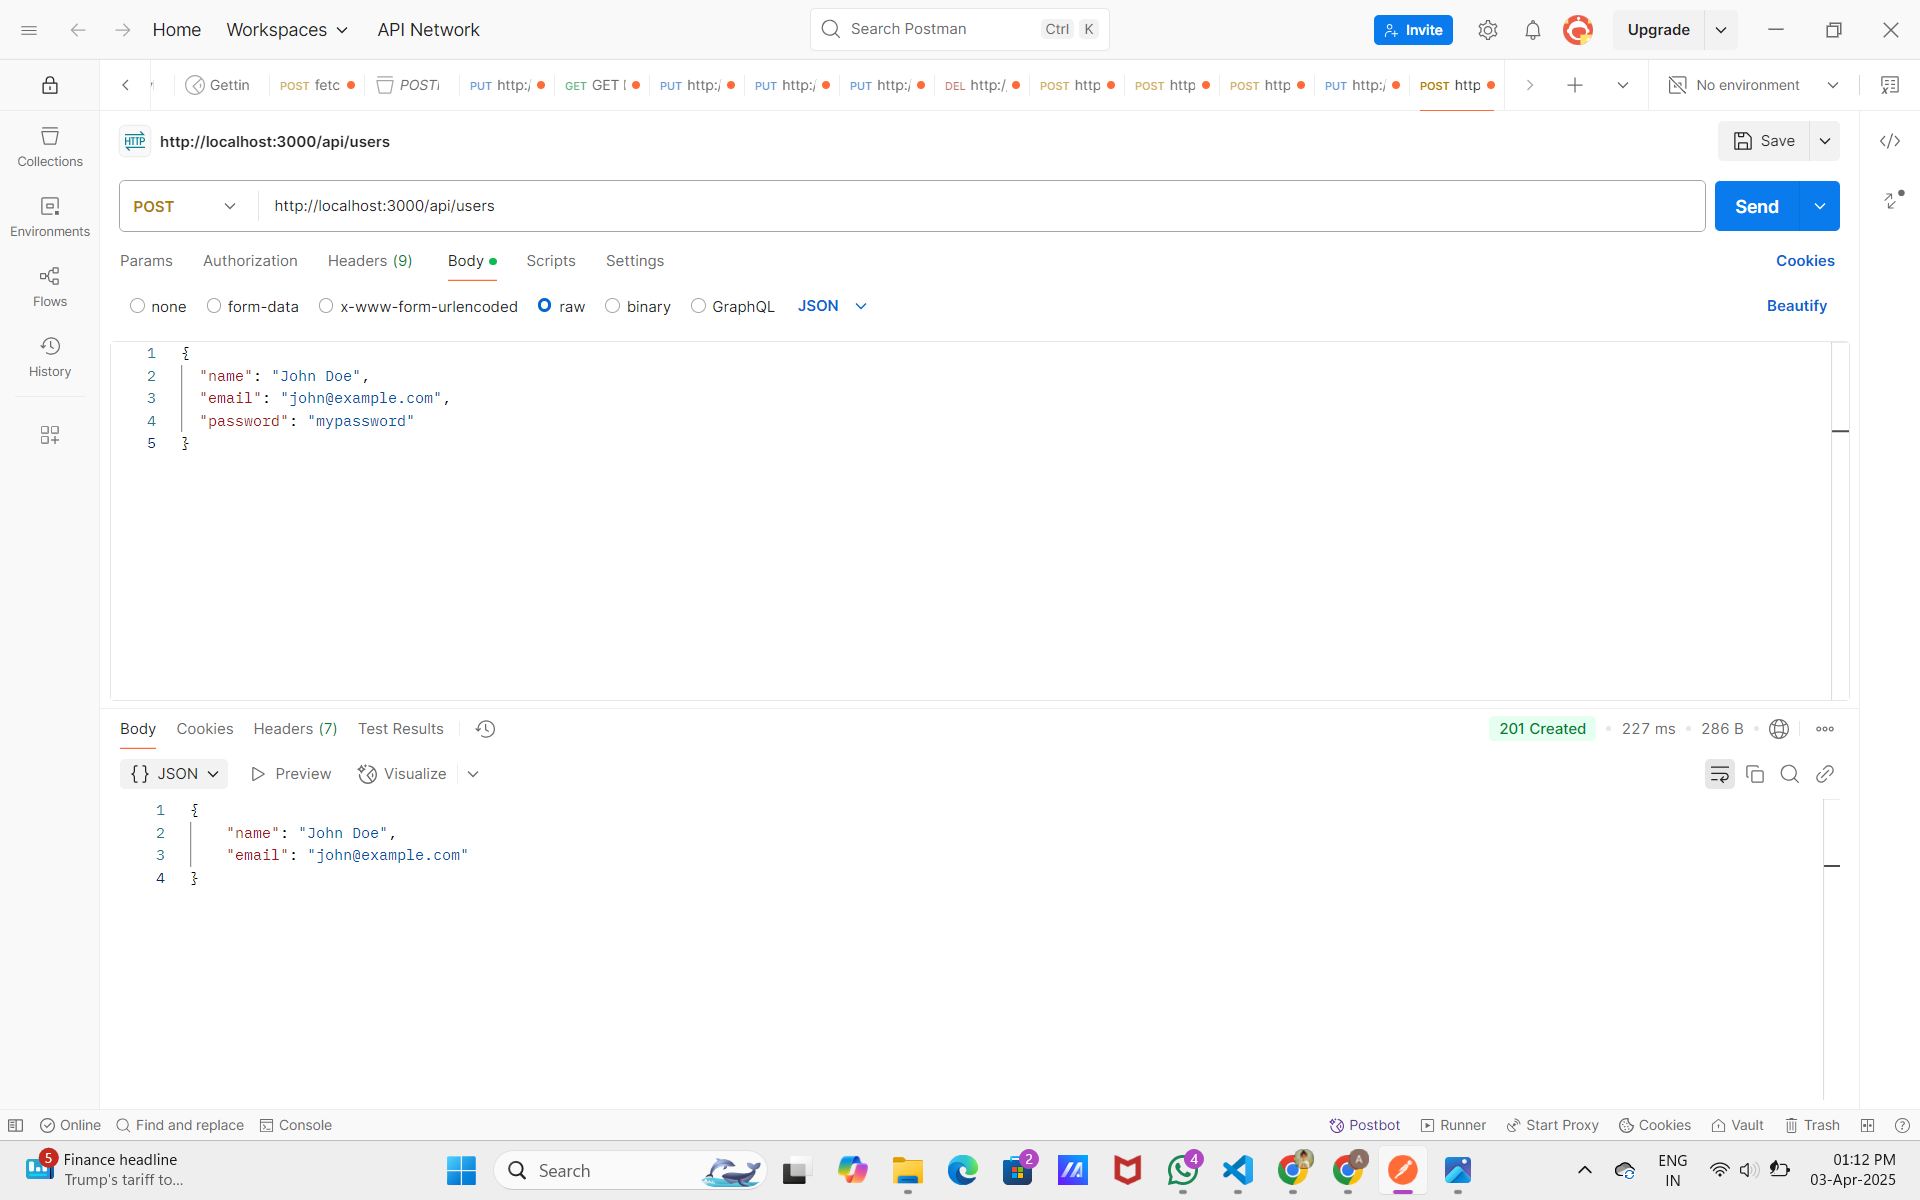 Home
Workspaces
API Network
Search Postman
Ctrl
K
Invite
Upgrade
Gettin
POST fetc
POST
PUT http:/
GET GET
PUT http:/
PUT http:/
PUT http:/
DEL http:/
POST http
POST http
POST http
PUT http:/
POST http
No environment
HTTP
http://localhost:3000/api/users
Save
</>
Collections
Environments
Flows
History
POST
http://localhost:3000/api/users
Send
Params
Authorization
Headers (9)
Body
Scripts
Settings
Cookies
none
form-data
x-www-form-urlencoded
raw
binary
GraphQL
JSON
Beautify
1 {
2 "name": "John Doe",
3 "email": "john@example.com",
4 "password": "mypassword"
5 }
Body
Cookies
Headers (7)
Test Results
201 Created
227 ms
286 B
{} JSON
Preview
Visualize
1 {
2 "name": "John Doe",
3 "email": "john@example.com"
4 }
Online
Find and replace
Console
Postbot
Runner
Start Proxy
Cookies
Vault
Trash
5
Finance headline
Trump's tariff to...
Search
2
4
A
ENG
IN
01:12 PM
03-Apr-2025